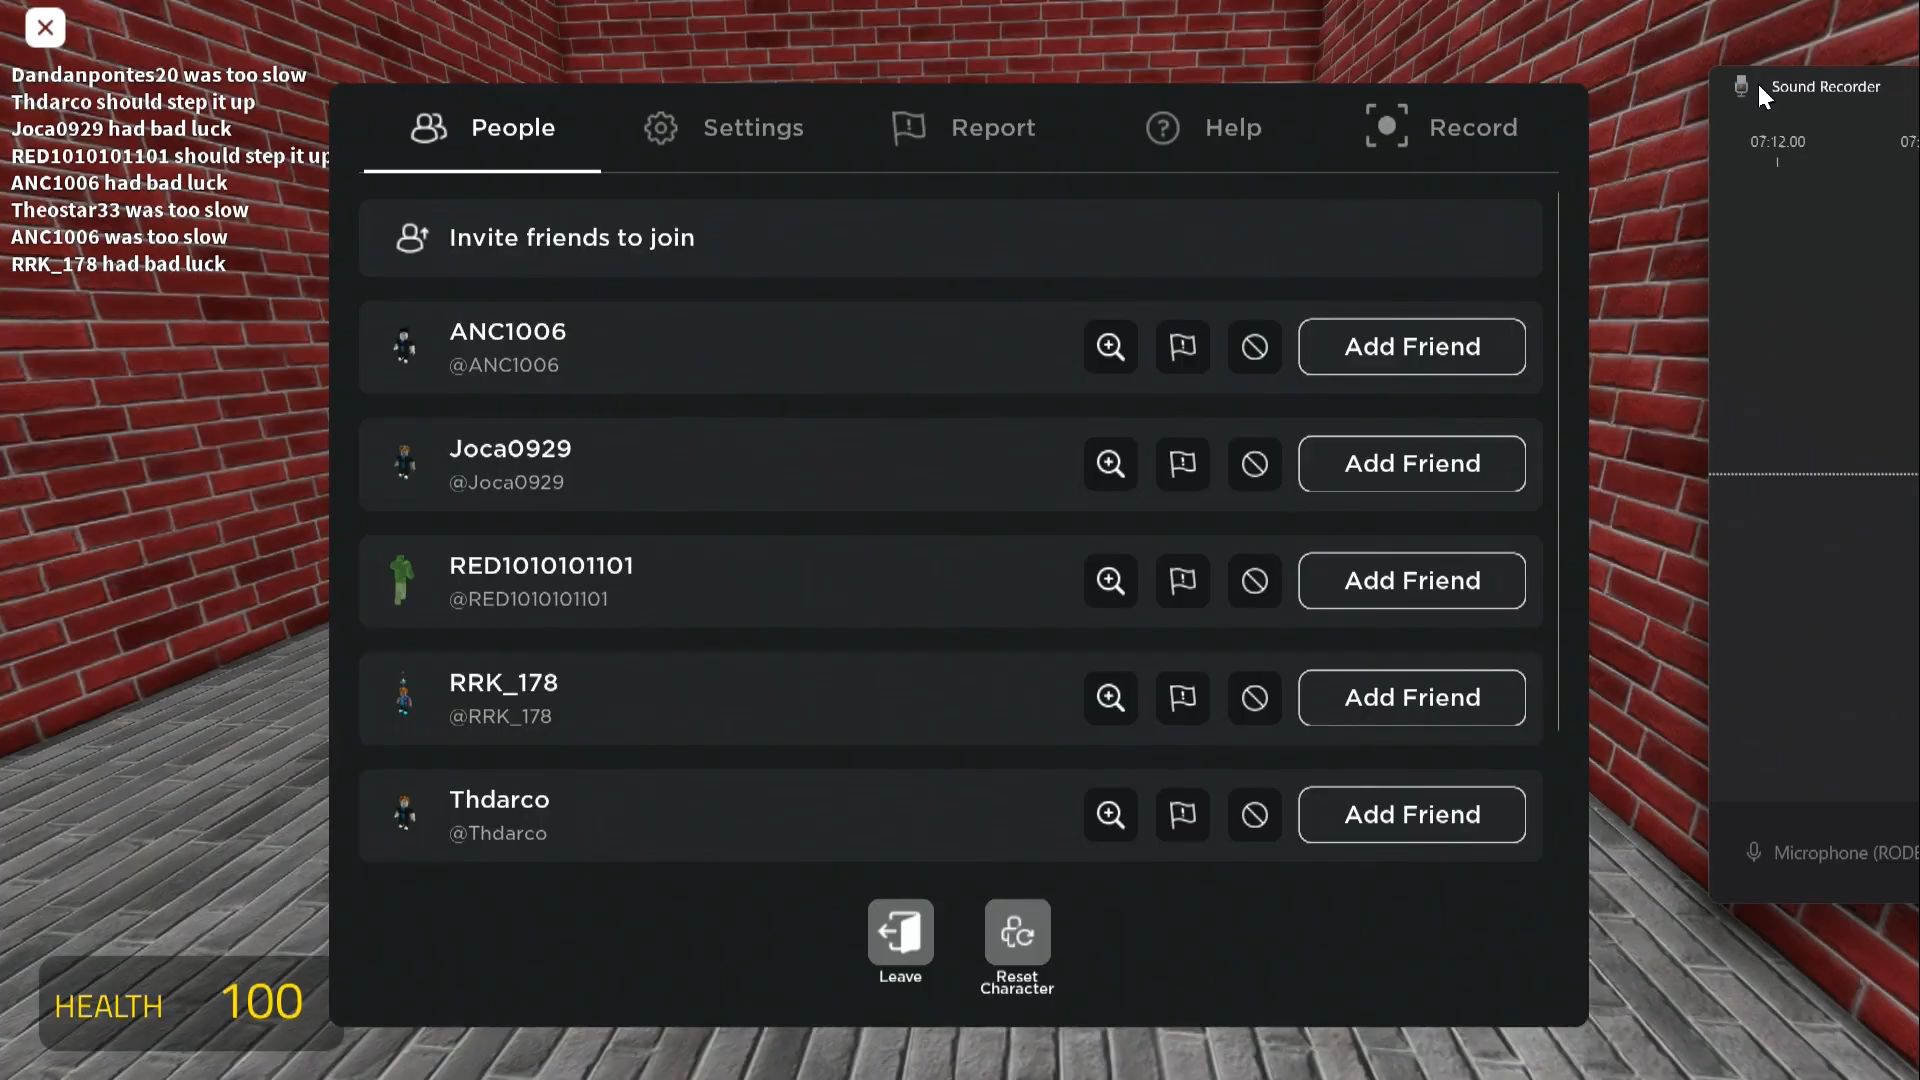 Dandanpontes20 was too slow
Thdarco should step it up
Joca0929 had bad luck
RED1010101101 should step it up
ANC1006 had bad luck
Theostar33 was too slow
ANC1006 was too slow
RRK_178 had bad luck
People
Settings
Report
Help
Record
Invite friends to join
ANC1006
@ANC1006
Add Friend
Joca0929
@Joca0929
Add Friend
RED1010101101
@RED1010101101
Add Friend
RRK_178
@RRK_178
Add Friend
Thdarco
@Thdarco
Add Friend
Leave
Reset
Character
HEALTH 100
Sound Recorder
07:12.00 07:
Microphone (RODE